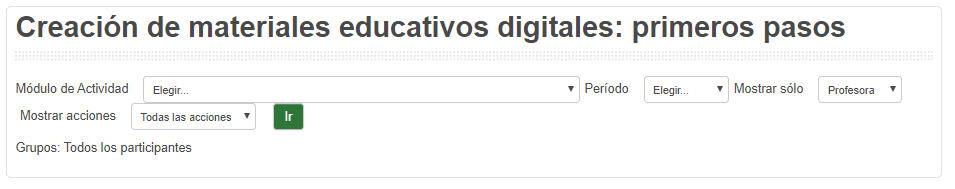 Creación de materiales educativos digitales: primeros pasos
Módulo de Actividad Elegir... Período Elegir... Mostrar sólo Profesora
Mostrar acciones Todas las acciones Ir
Grupos: Todos los participantes